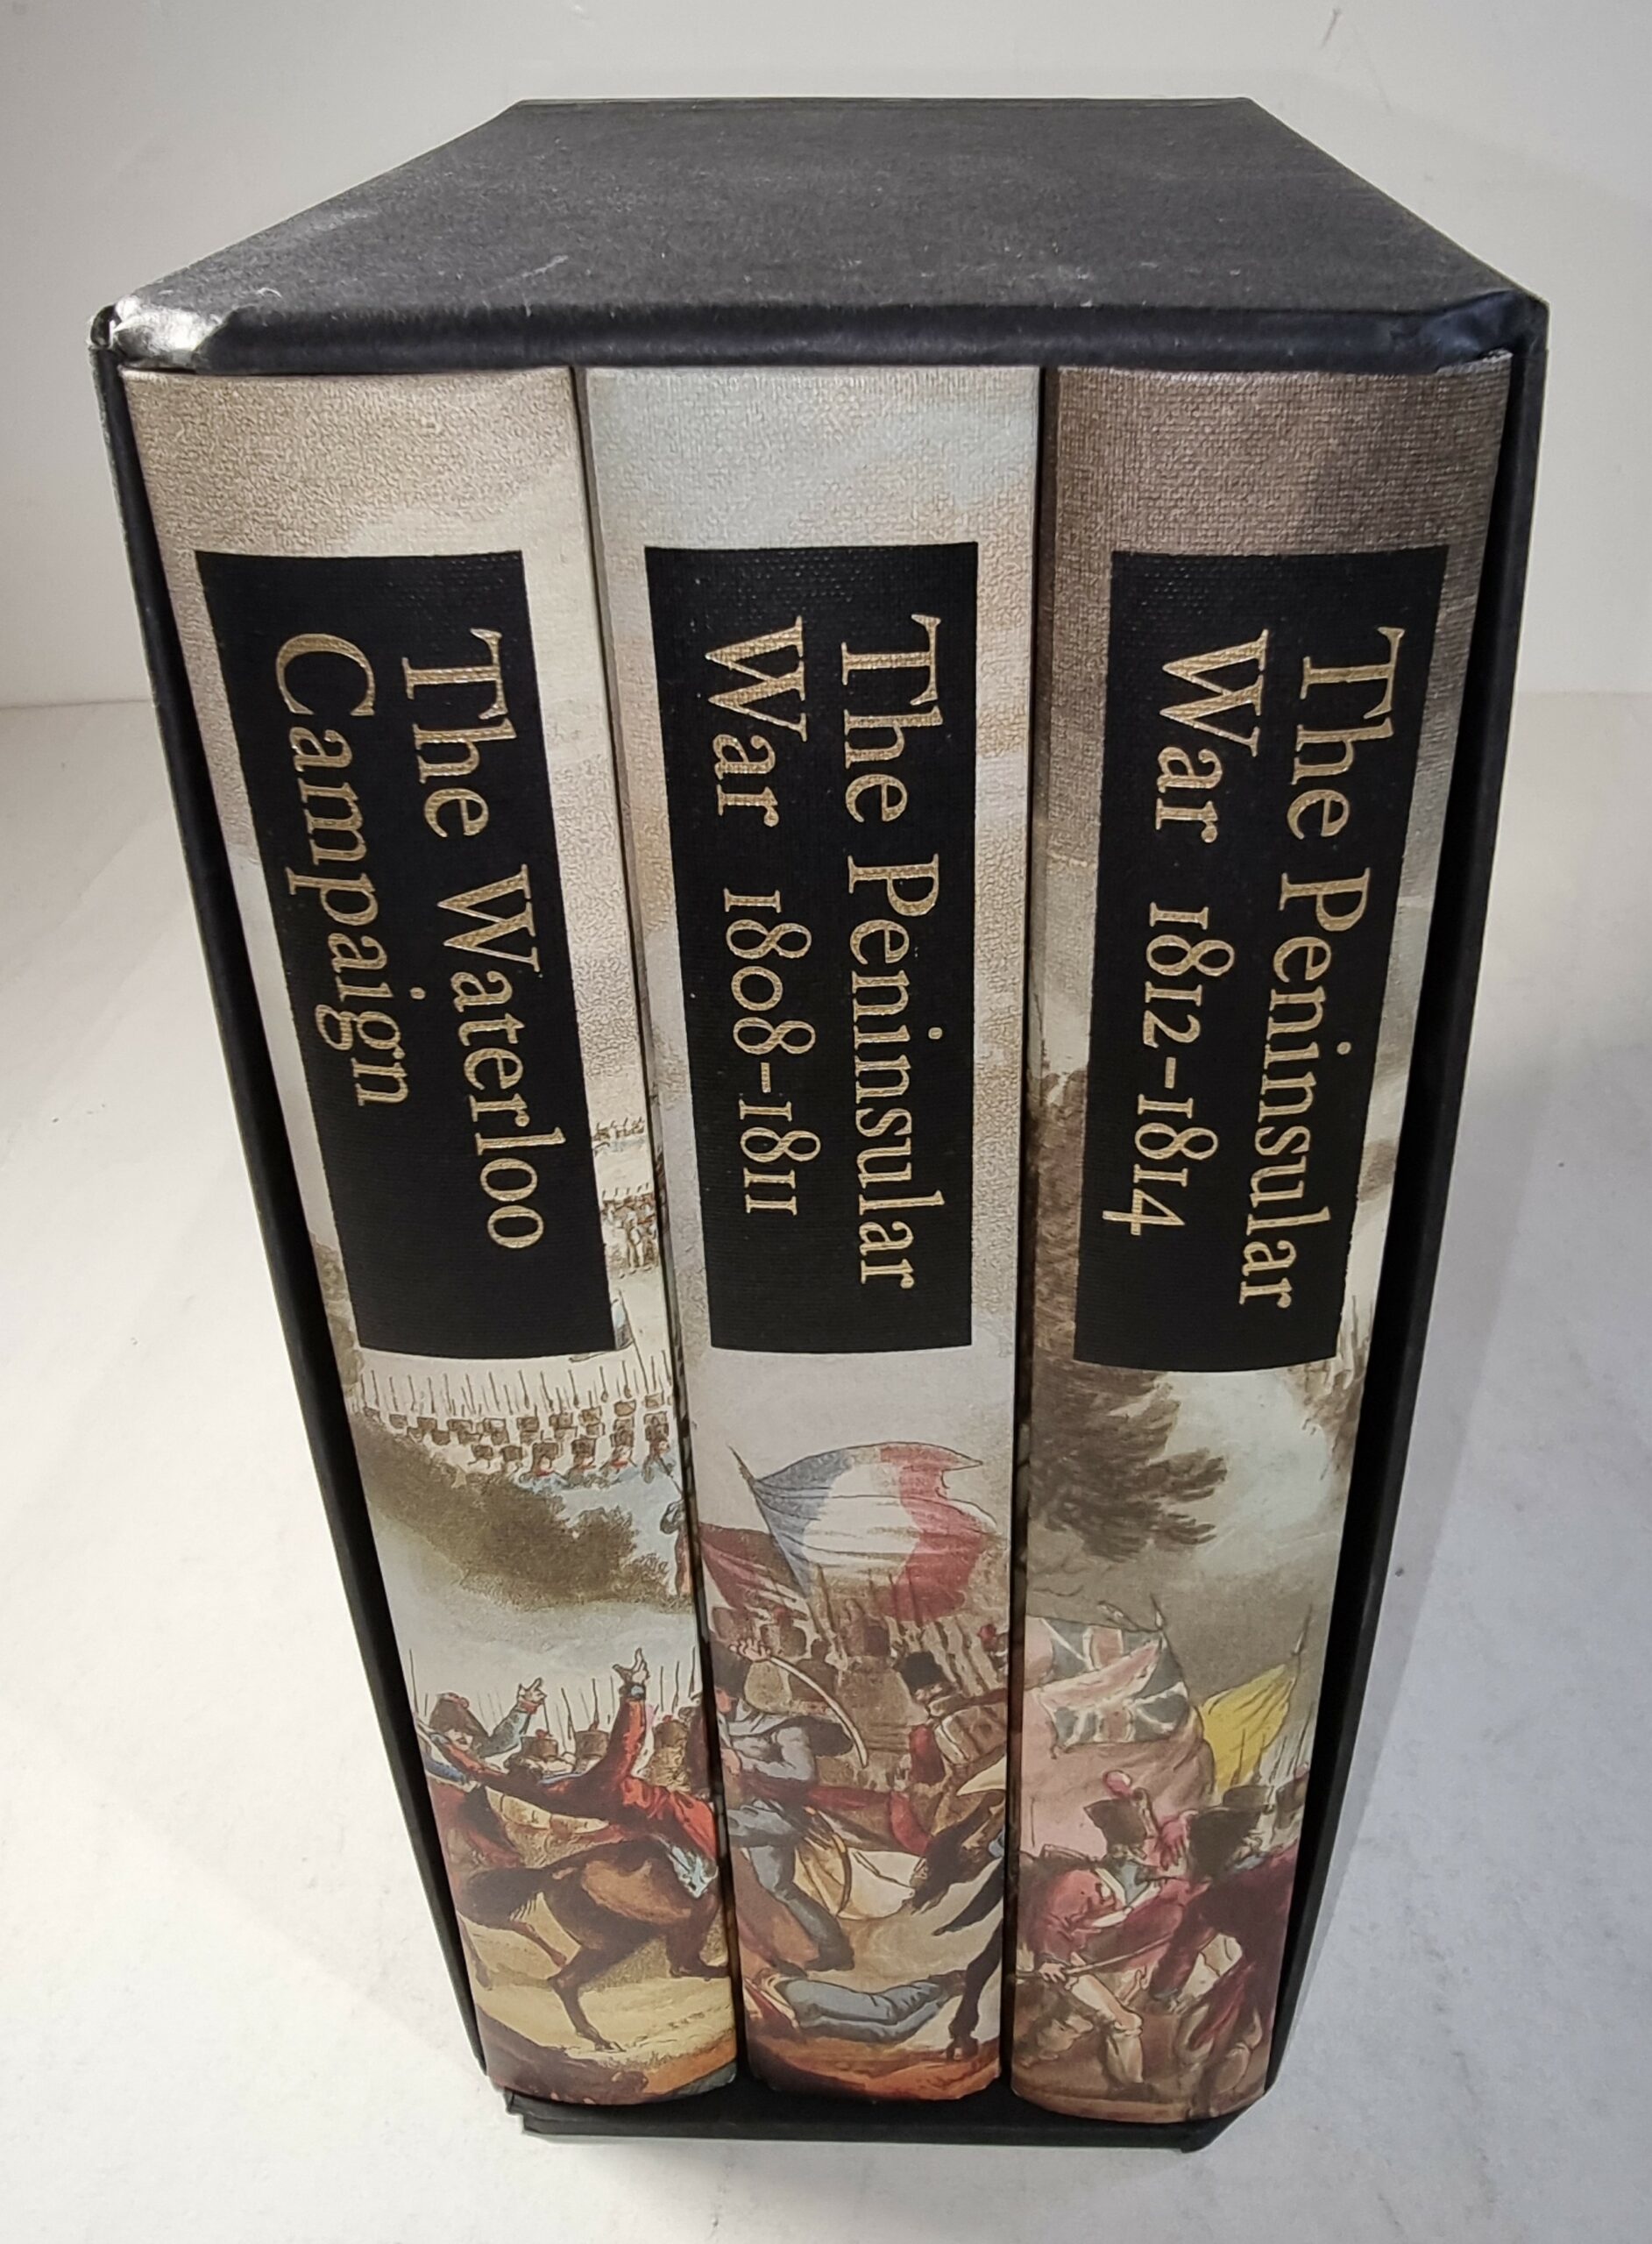 The Waterloo
Campaign
The Peninsular
War 1808-1811
The Peninsular
War 1812-1814